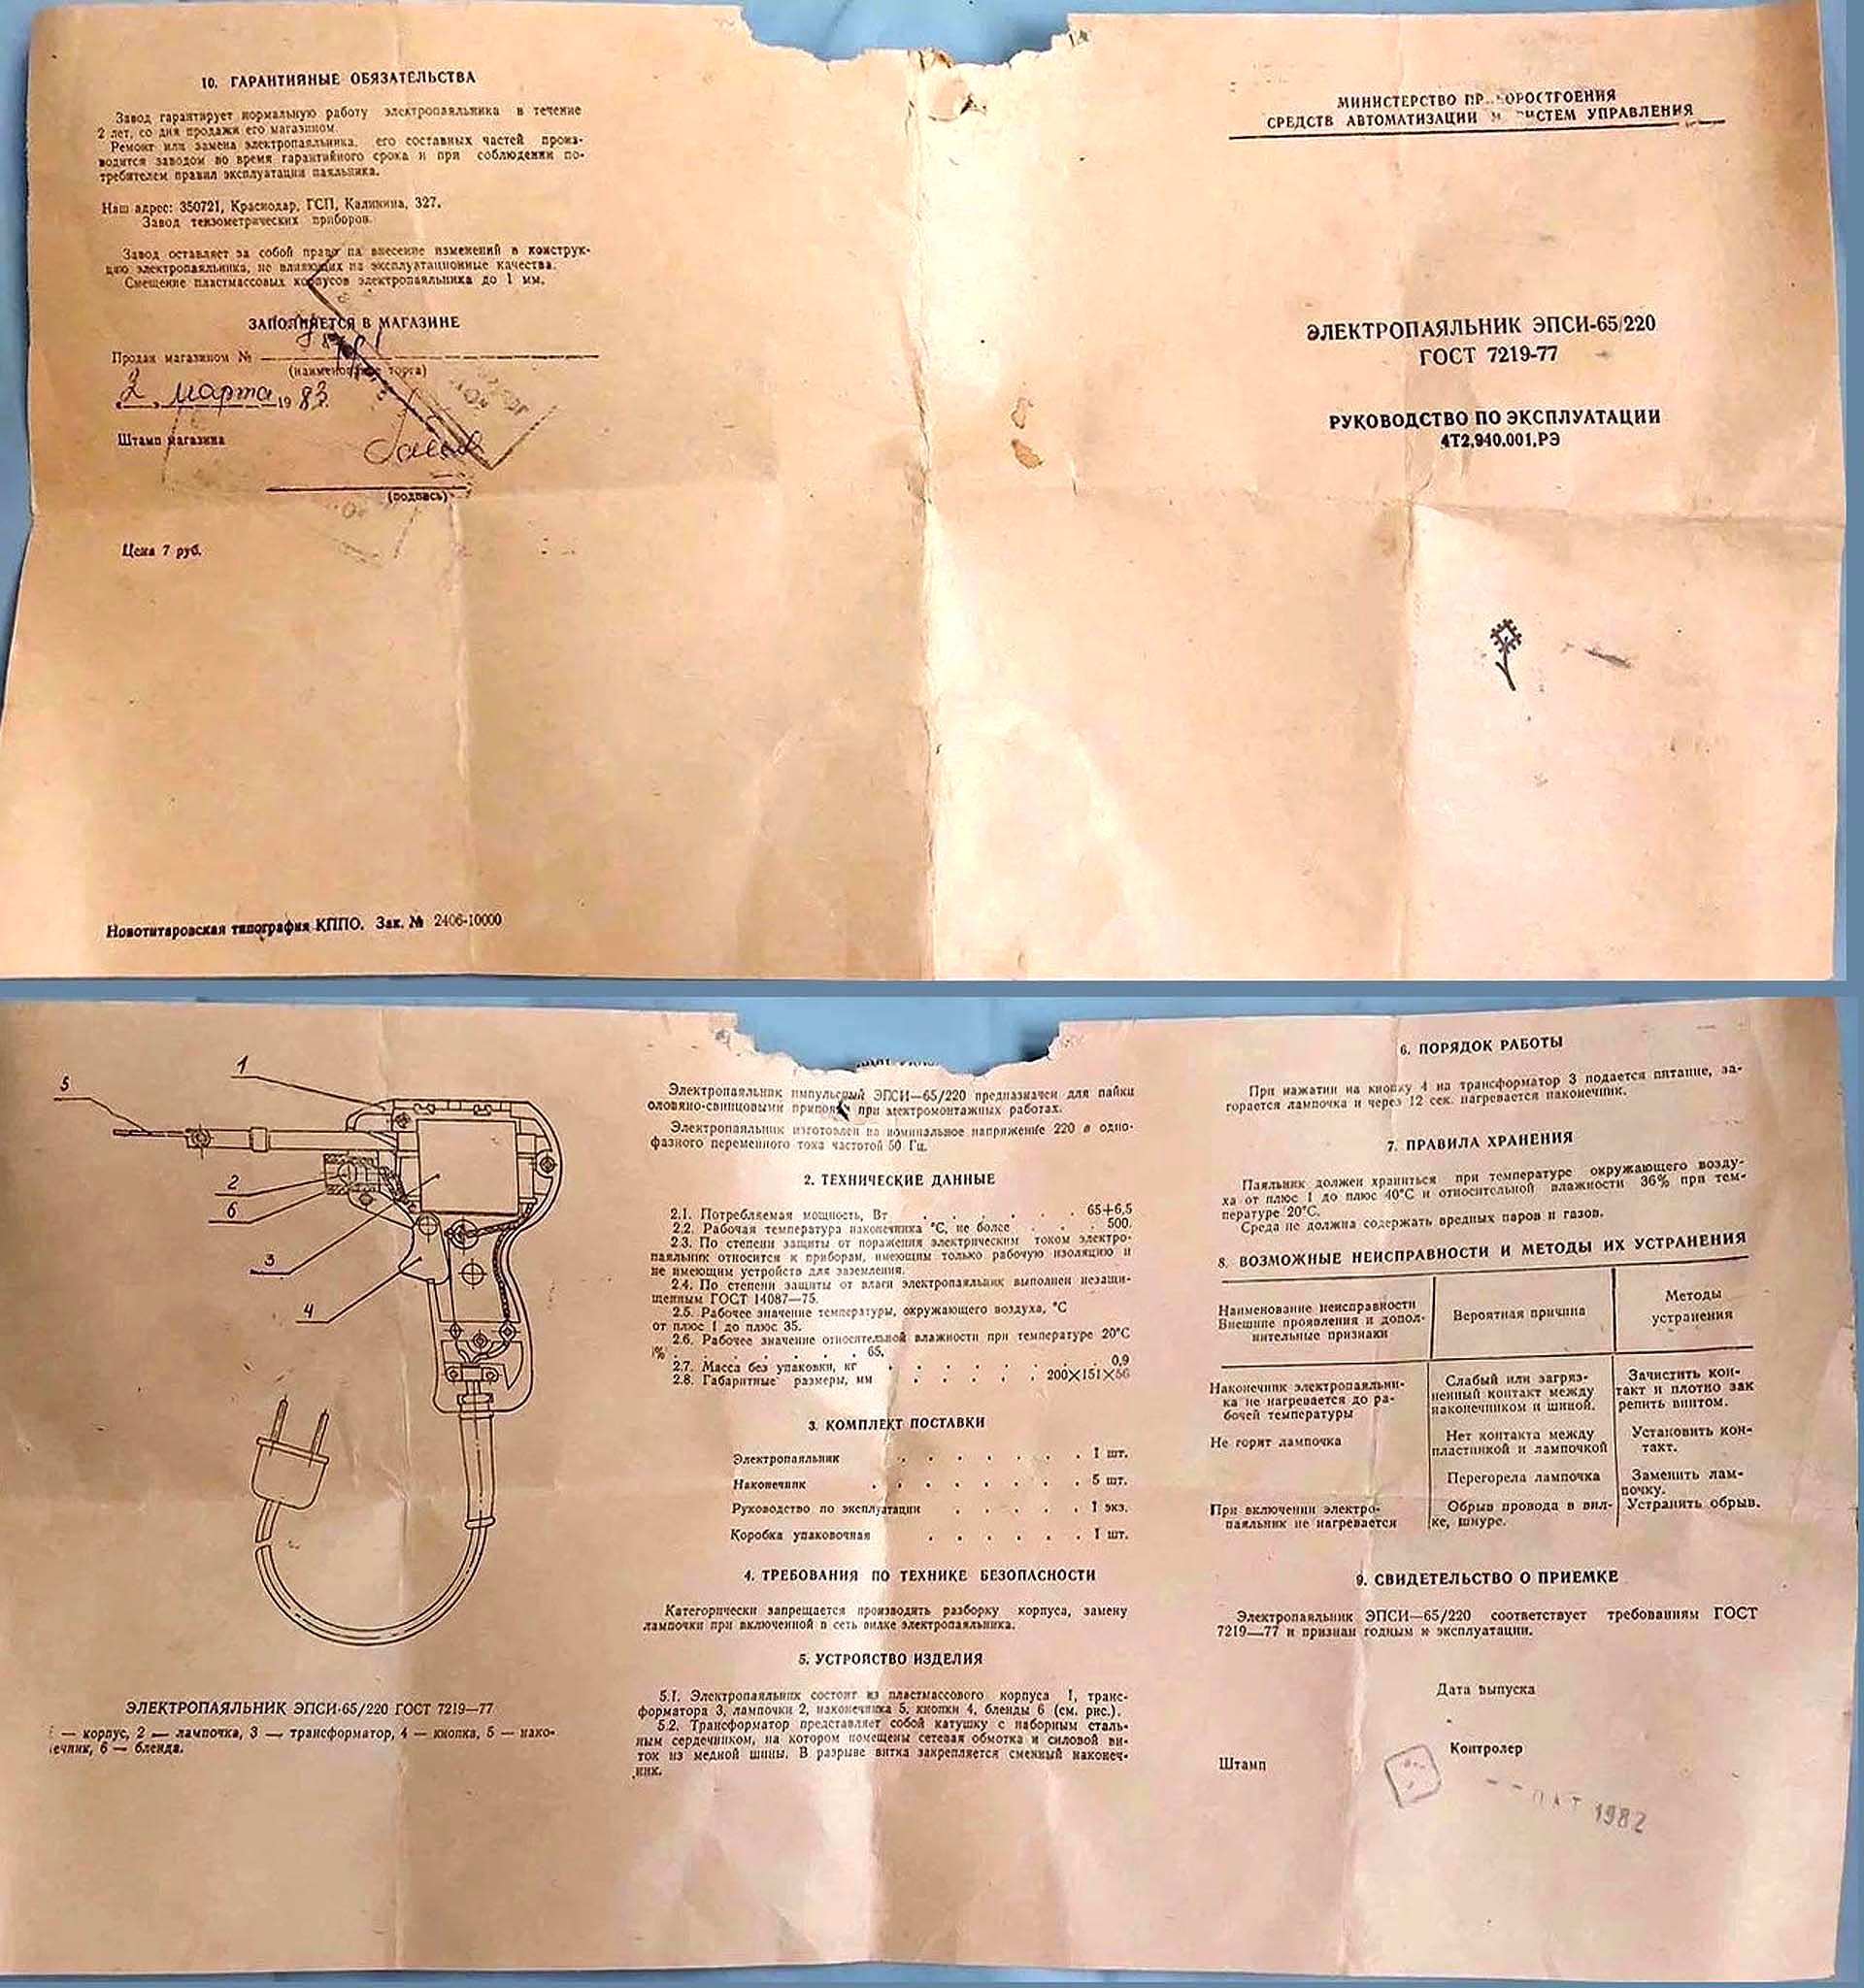 10. ГАРАНТИЙНЫЕ ОБЯЗАТЕЛЬСТВА
Завод гарантирует нормальную работу электропаяльника в течение
2 лет, со дня продажи его магазином.
Ремонт или замена электропаяльника, его составных частей произ-
водится заводом во время гарантийного срока и при соблюдении по-
требителем правил эксплуатации паяльника.
Наш адрес: 350721, Краснодар, ГСП, Калинина, 327.
Завод тензометрических приборов.
Завод оставляет за собой право на внесение изменений в конструк-
цию электропаяльника, не влияющих на эксплуатационные качества.
Смещение пластмассовых корпусов электропаяльника до 1 мм.
ЗАПОЛНЯЕТСЯ В МАГАЗИНЕ
Продан магазином №
(наименование торга)
2 марта 1983
Штамп магазина
(подпись)
Цена 7 руб.
Новотитаровская типография КППО. Зак. № 2406-10000
МИНИСТЕРСТВО ПРИБОРОСТРОЕНИЯ
СРЕДСТВ АВТОМАТИЗАЦИИ И СИСТЕМ УПРАВЛЕНИЯ
ЭЛЕКТРОПАЯЛЬНИК ЭПСИ-65/220
ГОСТ 7219-77
РУКОВОДСТВО ПО ЭКСПЛУАТАЦИИ
4Т2,940.001,РЭ
1
5
2
6
3
4
ЭЛЕКТРОПАЯЛЬНИК ЭПСИ-65/220 ГОСТ 7219—77
— корпус, 2 — лампочка, 3 — трансформатор, 4 — кнопка, 5 — нако-
нечник, 6 — бленда.
Электропаяльник импульсный ЭПСИ—65/220 предназначен для пайки
оловяно-свинцовыми припоями при электромонтажных работах.
Электропаяльник изготовлен на номинальное напряжение 220 в одно-
фазного переменного тока частотой 50 Гц.
2. ТЕХНИЧЕСКИЕ ДАННЫЕ
2.1. Потребляемая мощность, Вт . . . . . . 65+6,5
2.2. Рабочая температура наконечника °С, не более . . . 500.
2.3. По степени защиты от поражения электрическим током электро-
паяльник относится к приборам, имеющим только рабочую изоляцию и
не имеющим устройств для заземления.
2.4. По степени защиты от влаги электропаяльник выполнен незащи-
щенным ГОСТ 14087—75.
2.5. Рабочее значение температуры, окружающего воздуха, °С
от плюс 1 до плюс 35.
2.6. Рабочее значение относительной влажности при температуре 20°С
% . . . . . . . 65.
2.7. Масса без упаковки, кг . . . . . . . 0,9
2.8. Габаритные размеры, мм . . . . . 200×151×56
3. КОМПЛЕКТ ПОСТАВКИ
Электропаяльник . . . . . . . 1 шт.
Наконечник . . . . . . . . 5 шт.
Руководство по эксплуатации . . . . . 1 экз.
Коробка упаковочная . . . . . . 1 шт.
4. ТРЕБОВАНИЯ ПО ТЕХНИКЕ БЕЗОПАСНОСТИ
Категорически запрещается производить разборку корпуса, замену
лампочки при включенной в сеть вилке электропаяльника.
5. УСТРОЙСТВО ИЗДЕЛИЯ
5.1. Электропаяльник состоит из пластмассового корпуса 1, транс-
форматора 3, лампочки 2, наконечника 5, кнопки 4, бленды 6 (см. рис.).
5.2. Трансформатор представляет собой катушку с наборным сталь-
ным сердечником, на котором помещены сетевая обмотка и силовой ви-
ток из медной шины. В разрыве витка закрепляется сменный наконеч-
ник.
6. ПОРЯДОК РАБОТЫ
При нажатии на кнопку 4 на трансформатор 3 подается питание, за-
горается лампочка и через 12 сек. нагревается наконечник.
7. ПРАВИЛА ХРАНЕНИЯ
Паяльник должен храниться при температуре окружающего возду-
ха от плюс 1 до плюс 40°С и относительной влажности 36% при тем-
пературе 20°С.
Среда не должна содержать вредных паров и газов.
8. ВОЗМОЖНЫЕ НЕИСПРАВНОСТИ И МЕТОДЫ ИХ УСТРАНЕНИЯ
Наименование неисправности Внешние проявления и допол-
нительные признаки
Вероятная причина
Методы
устранения
Наконечник электропаяльни-
ка не нагревается до ра-
бочей температуры
Слабый или загряз-
ненный контакт между
наконечником и шиной.
Зачистить кон-
такт и плотно зак
репить винтом.
Не горит лампочка
Нет контакта между
пластинкой и лампочкой
Установить кон-
такт.
Перегорела лампочка
Заменить лам-
почку.
При включении электро-
паяльник не нагревается
Обрыв провода в вил-
ке, шнуре.
Устранить обрыв.
9. СВИДЕТЕЛЬСТВО О ПРИЕМКЕ
Электропаяльник ЭПСИ—65/220 соответствует требованиям ГОСТ
7219—77 и признан годным к эксплуатации.
Дата выпуска
Контролер
Штамп
ОКТ 1982